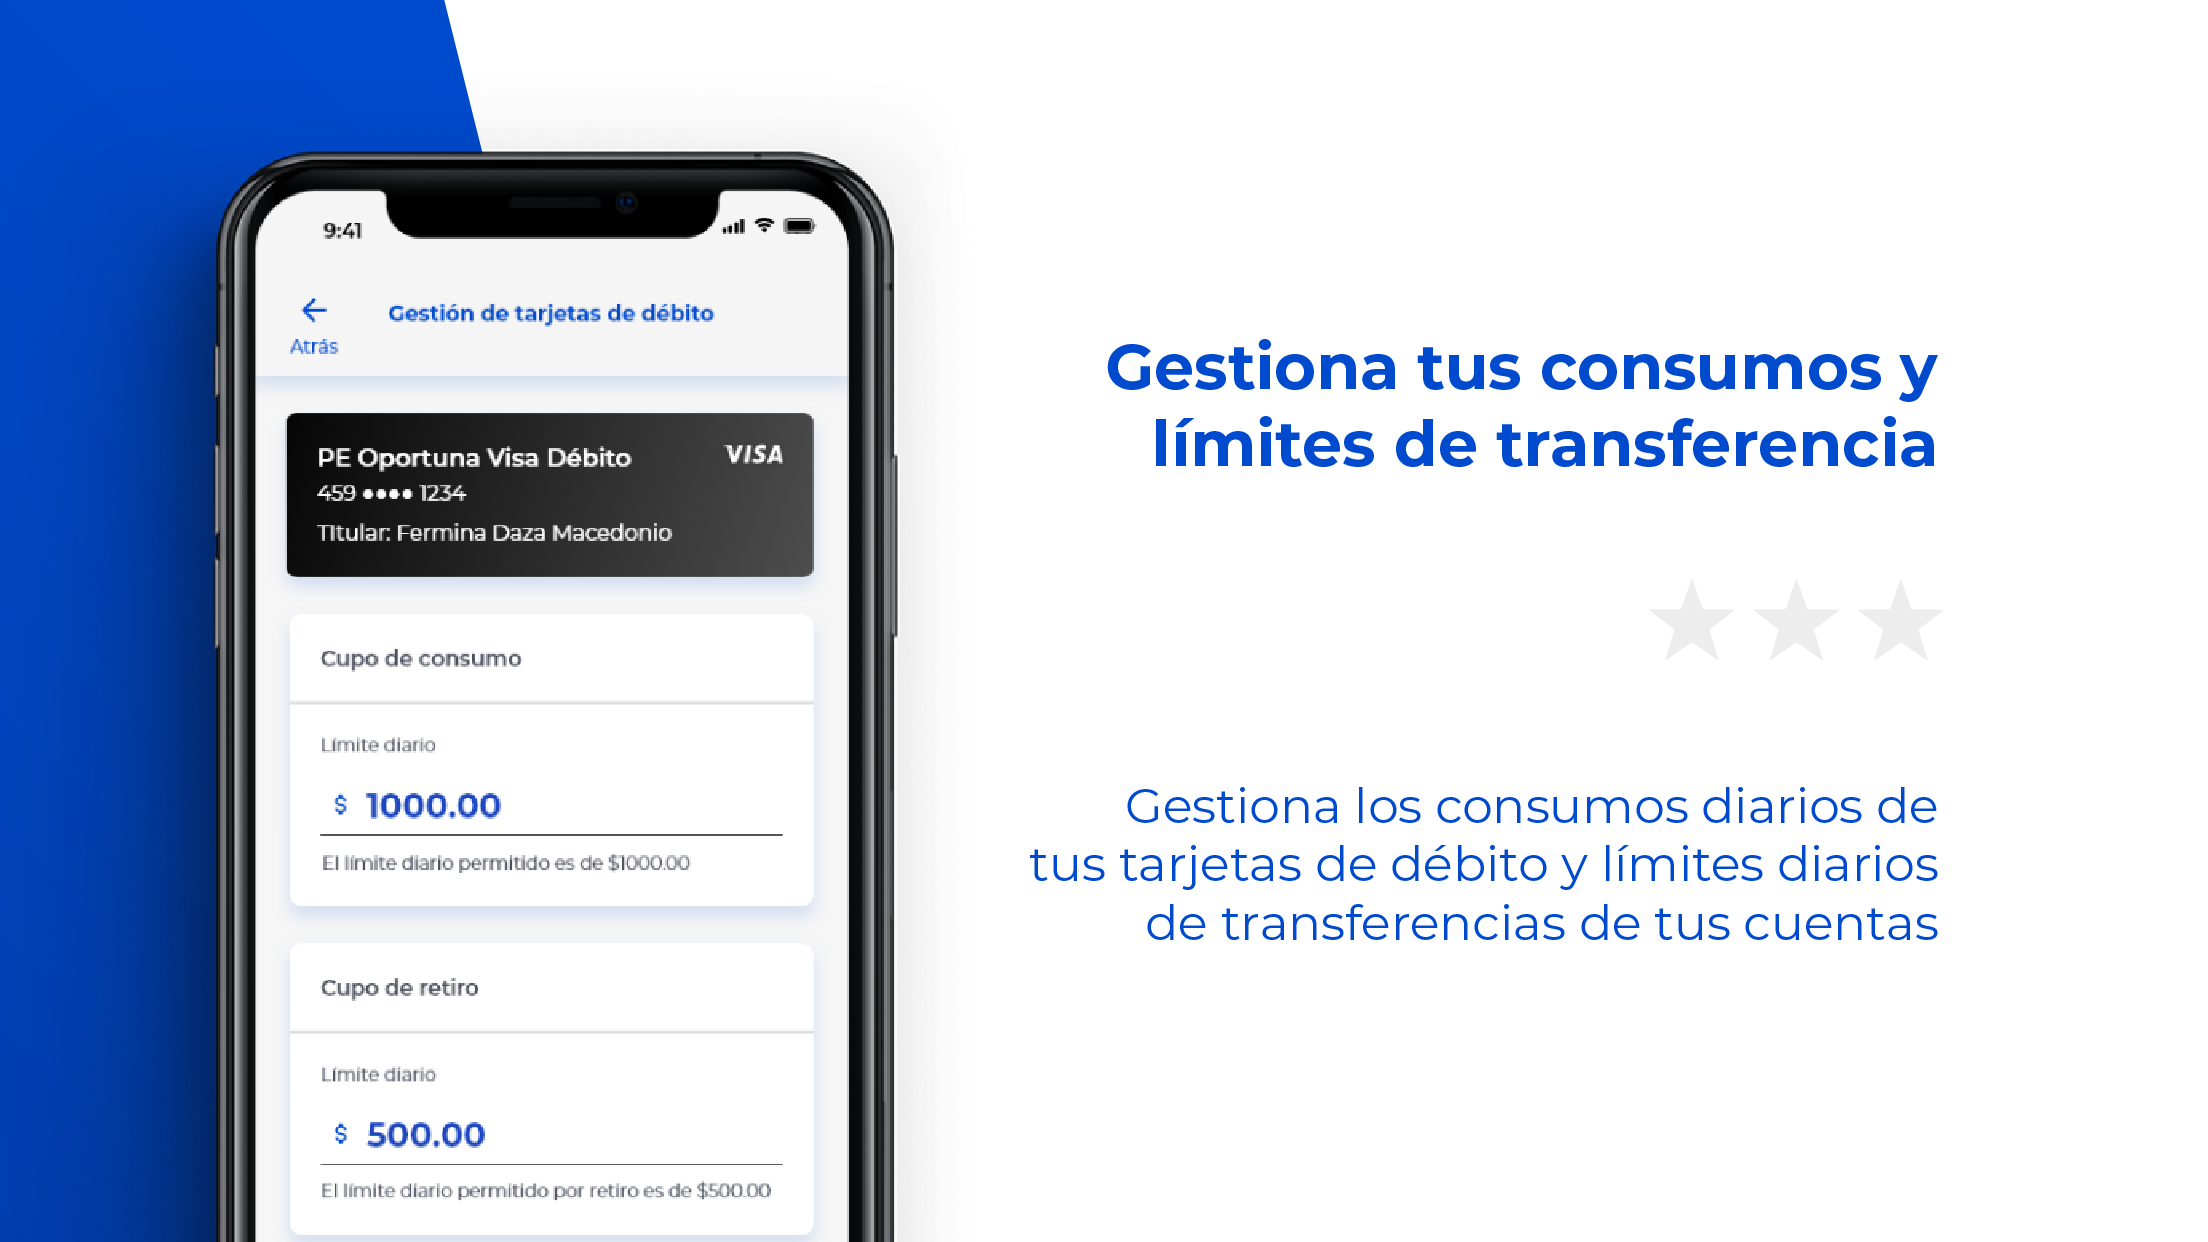 9:41
Atrás
Gestión de tarjetas de débito
PE Oportuna Visa Débito
VISA
459 •••• 1234
TItular: Fermina Daza Macedonio
Cupo de consumo
Límite diario
$ 1000.00
El límite diario permitido es de $1000.00
Cupo de retiro
Límite diario
$ 500.00
El límite diario permitido por retiro es de $500.00
Gestiona tus consumos y
límites de transferencia
Gestiona los consumos diarios de
tus tarjetas de débito y límites diarios
de transferencias de tus cuentas